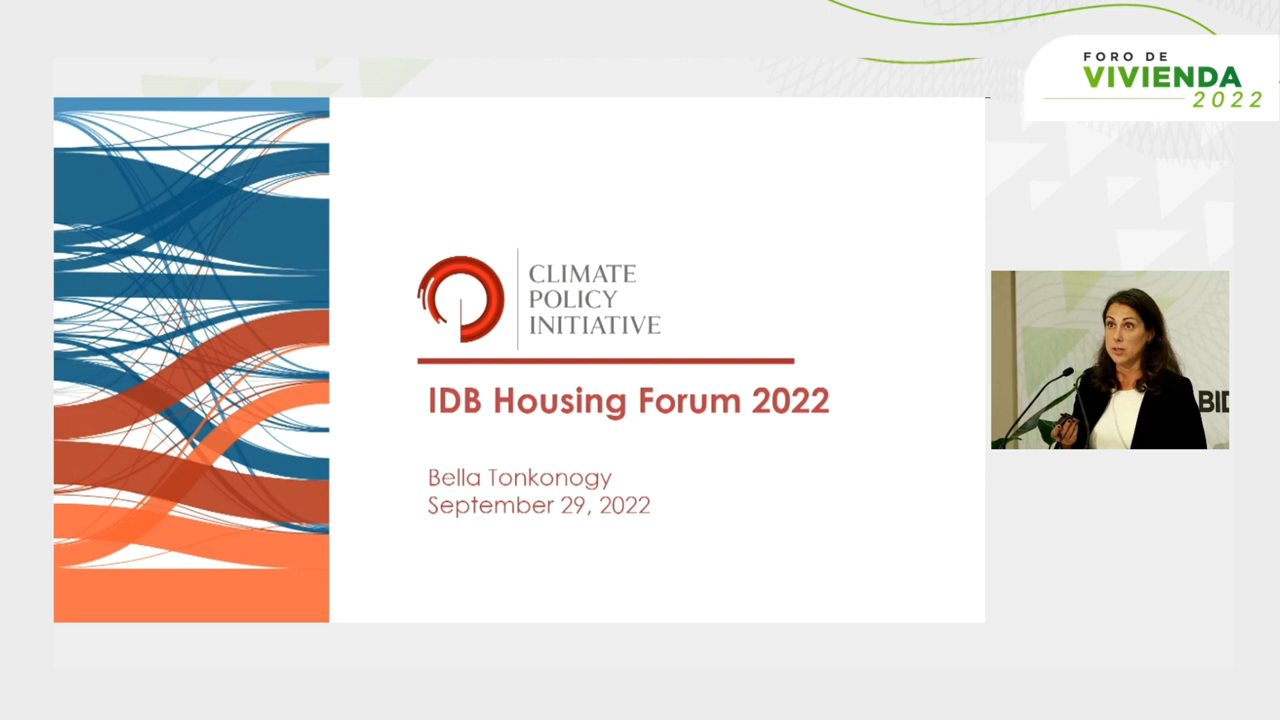 FORO DE
VIVIENDA
2022
CLIMATE
POLICY
INITIATIVE
IDB Housing Forum 2022
Bella Tonkonogy
September 29, 2022
BID